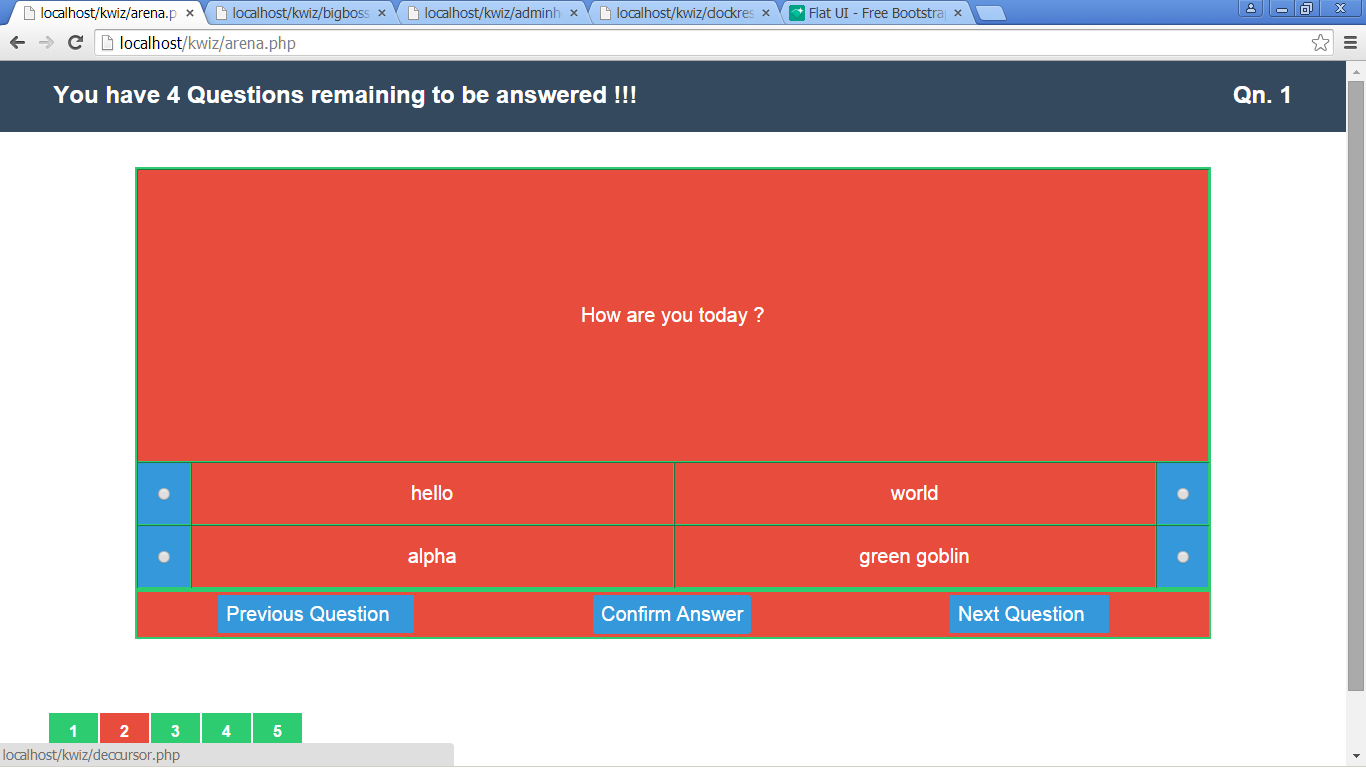 localhost/kwiz/arena.p localhost/kwiz/bigboss localhost/kwiz/adminh localhost/kwiz/clockres Flat UI - Free Bootstrap
localhost/kwiz/arena.php
You have 4 Questions remaining to be answered !!! Qn. 1
How are you today ?
hello world
alpha green goblin
Previous Question Confirm Answer Next Question
1 2 3 4 5
localhost/kwiz/deccursor.php